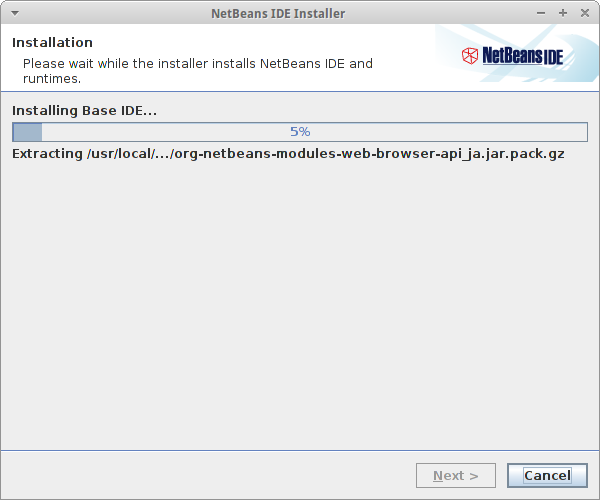 NetBeans IDE Installer
Installation
Please wait while the installer installs NetBeans IDE and
runtimes.
NetBeans IDE
Installing Base IDE...
5%
Extracting /usr/local/.../org-netbeans-modules-web-browser-api_ja.jar.pack.gz
Next >
Cancel